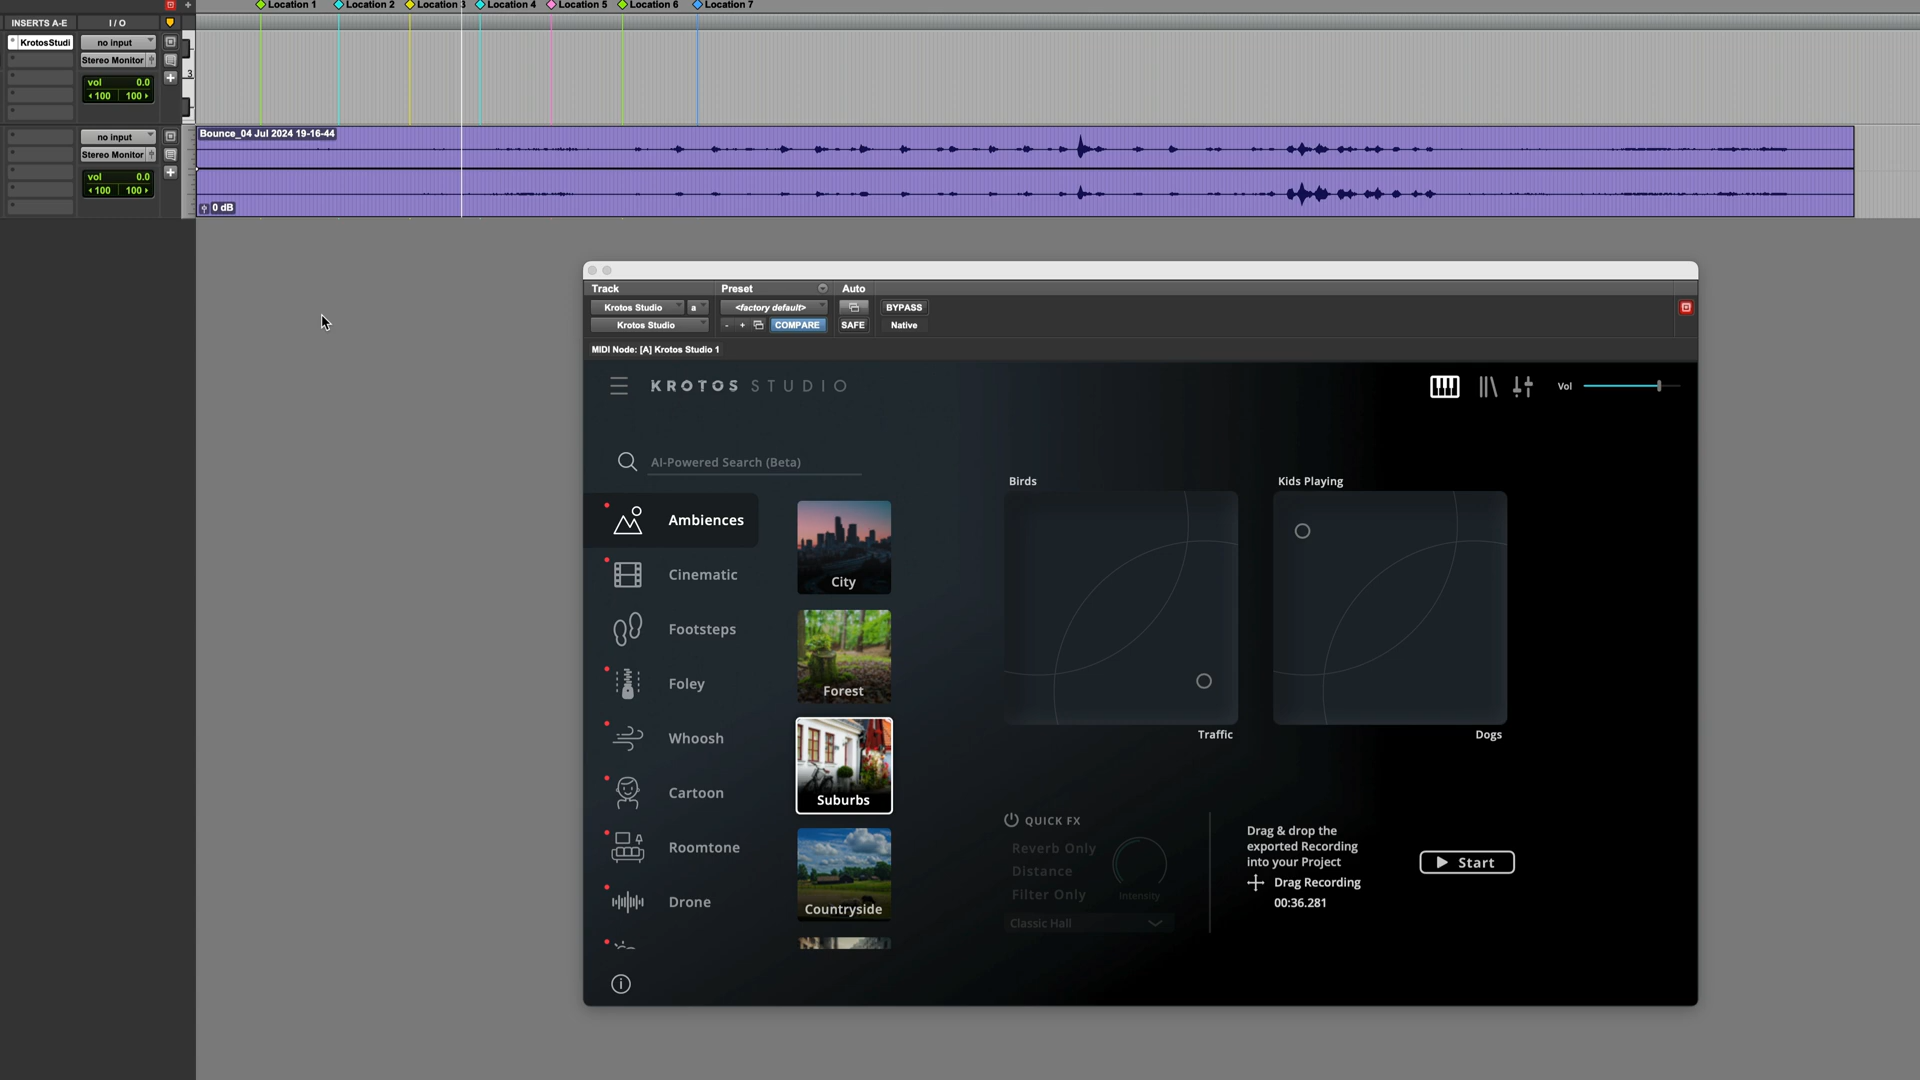 Location 1
Location 2
Location 3
Location 4
Location 5
Location 6
Location 7
INSERTS A-E
I / O
KrotosStudi
no input
Stereo Monitor
vol 0.0
100 100
3
no input
Stereo Monitor
vol 0.0
100 100
Bounce_04 Jul 2024 19-16-44
0 dB
Track
Preset
Auto
Krotos Studio
a
<factory default>
BYPASS
Krotos Studio
- +
COMPARE
SAFE
Native
MIDI Node: [A] Krotos Studio 1
KROTOS STUDIO
Vol
AI-Powered Search (Beta)
Ambiences
Cinematic
Footsteps
Foley
Whoosh
Cartoon
Roomtone
Drone
City
Forest
Suburbs
Countryside
Birds
Traffic
Kids Playing
Dogs
QUICK FX
Reverb Only
Distance
Filter Only
Intensity
Classic Hall
Drag & drop the
exported Recording
into your Project
Drag Recording
00:36.281
Start